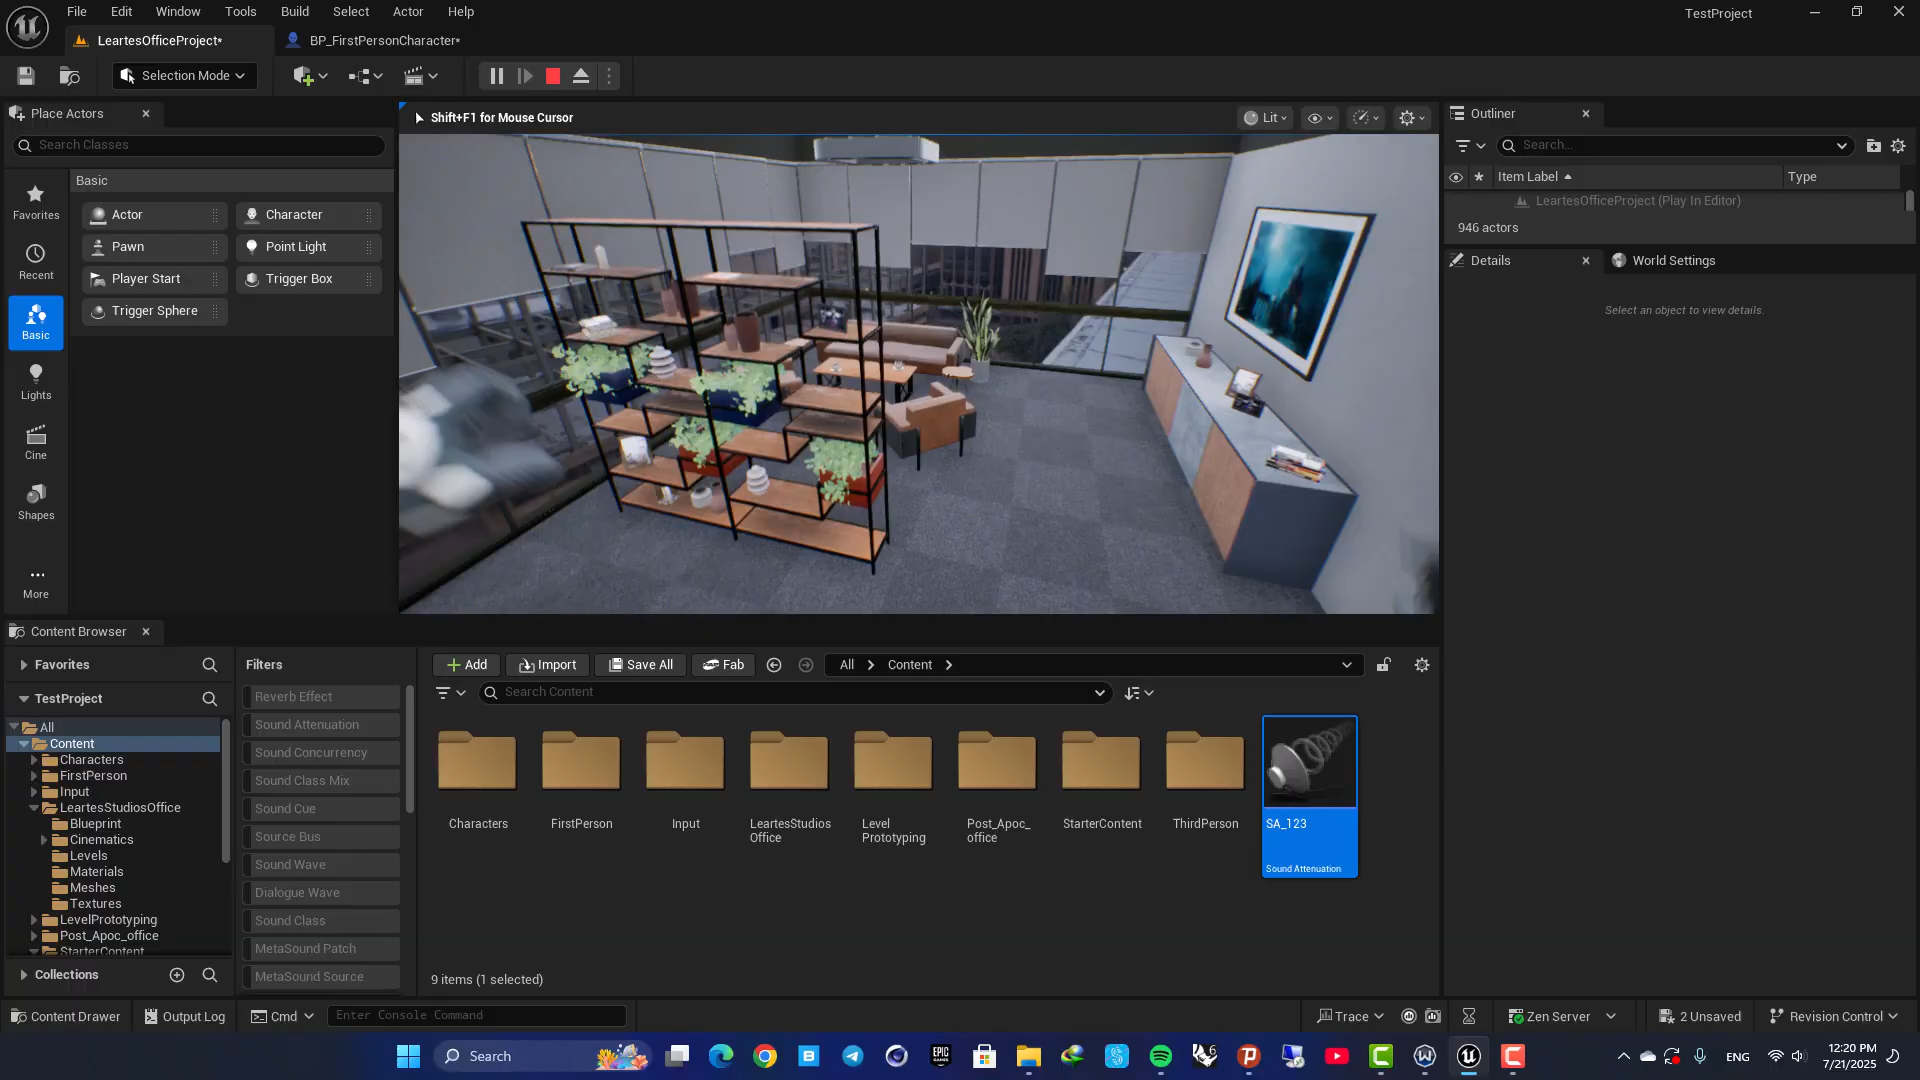 File Edit Window Tools Build Select Actor Help
TestProject
LeartesOfficeProject*
BP_FirstPersonCharacter*
Selection Mode
Place Actors
Shift+F1 for Mouse Cursor
Lit
Outliner
Search Classes
Search...
Item Label
Type
LeartesOfficeProject (Play In Editor)
946 actors
Basic
Favorites
Recent
Basic
Lights
Cine
Shapes
More
Actor
Character
Pawn
Point Light
Player Start
Trigger Box
Trigger Sphere
Details
World Settings
Select an object to view details.
Content Browser
Favorites
TestProject
All
Content
Characters
FirstPerson
Input
LeartesStudiosOffice
Blueprint
Cinematics
Levels
Materials
Meshes
Textures
LevelPrototyping
Post_Apoc_office
StarterContent
Collections
Filters
Reverb Effect
Sound Attenuation
Sound Concurrency
Sound Class Mix
Sound Cue
Source Bus
Sound Wave
Dialogue Wave
Sound Class
MetaSound Patch
MetaSound Source
Add
Import
Save All
Fab
All
Content
Search Content
Characters
FirstPerson
Input
LeartesStudios
Office
Level
Prototyping
Post_Apoc_
office
StarterContent
ThirdPerson
SA_123
Sound Attenuation
9 items (1 selected)
Content Drawer
Output Log
Cmd
Enter Console Command
Trace
Zen Server
2 Unsaved
Revision Control
Search
EPIC
GAMES
ENG
12:20 PM
7/21/2025